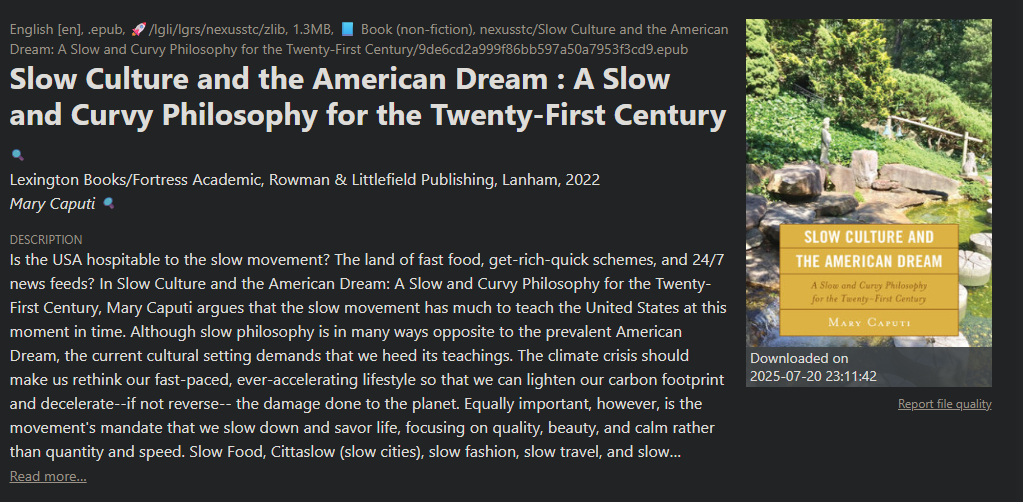 English [en], .epub, 🚀/lgli/lgrs/nexusstc/zlib, 1.3MB, 📘 Book (non-fiction), nexusstc/Slow Culture and the American
Dream: A Slow and Curvy Philosophy for the Twenty-First Century/9de6cd2a999f86bb597a50a7953f3cd9.epub
Slow Culture and the American Dream : A Slow
and Curvy Philosophy for the Twenty-First Century
Lexington Books/Fortress Academic, Rowman & Littlefield Publishing, Lanham, 2022
Mary Caputi
DESCRIPTION
Is the USA hospitable to the slow movement? The land of fast food, get-rich-quick schemes, and 24/7
news feeds? In Slow Culture and the American Dream: A Slow and Curvy Philosophy for the Twenty-
First Century, Mary Caputi argues that the slow movement has much to teach the United States at this
moment in time. Although slow philosophy is in many ways opposite to the prevalent American
Dream, the current cultural setting demands that we heed its teachings. The climate crisis should
make us rethink our fast-paced, ever-accelerating lifestyle so that we can lighten our carbon footprint
and decelerate--if not reverse-- the damage done to the planet. Equally important, however, is the
movement's mandate that we slow down and savor life, focusing on quality, beauty, and calm rather
than quantity and speed. Slow Food, Cittaslow (slow cities), slow fashion, slow travel, and slow...
Read more...
SLOW CULTURE AND
THE AMERICAN DREAM
A Slow and Curvy Philosophy
for the Twenty-First Century
MARY CAPUTI
Downloaded on
2025-07-20 23:11:42
Report file quality